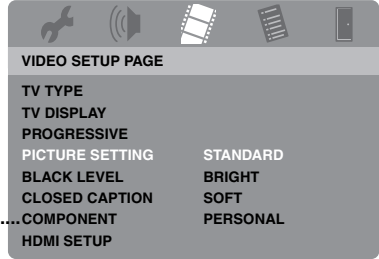 VIDEO SETUP PAGE
TV TYPE
TV DISPLAY
PROGRESSIVE
PICTURE SETTING STANDARD
BLACK LEVEL BRIGHT
CLOSED CAPTION SOFT
....COMPONENT PERSONAL
HDMI SETUP